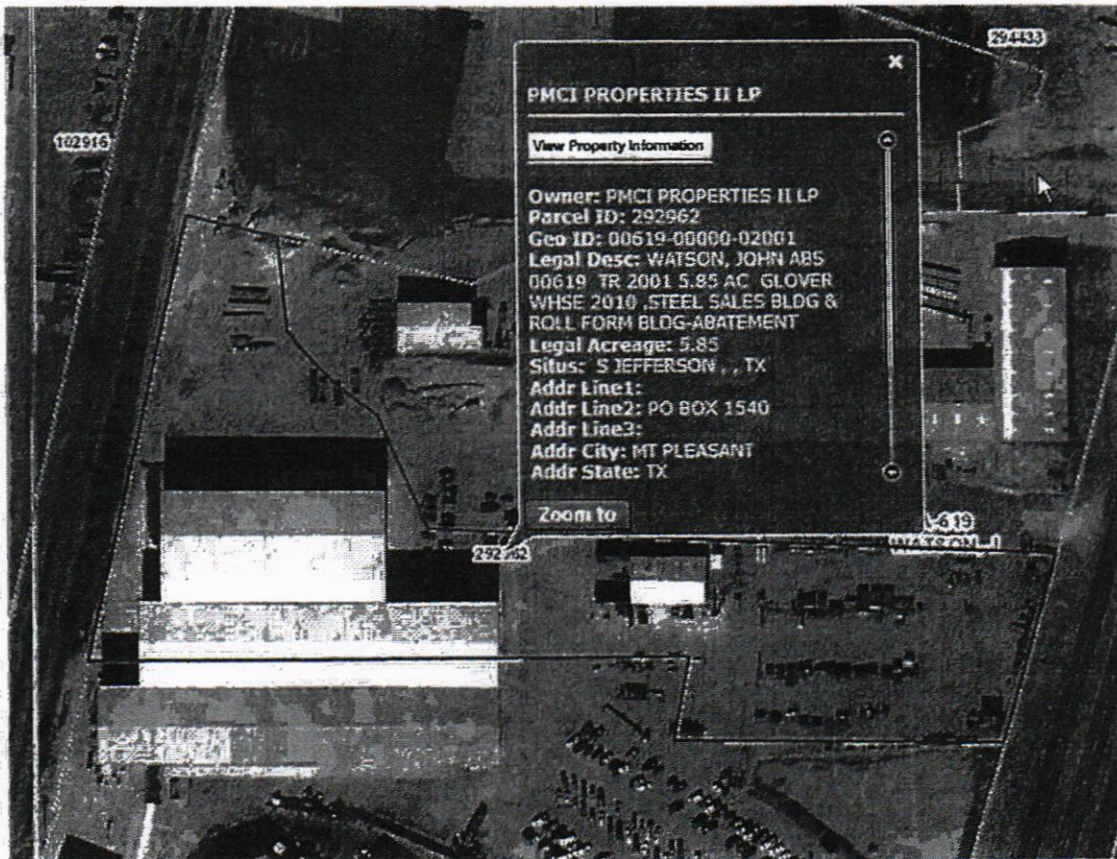 294433
102916
PMCI PROPERTIES II LP
View Property Information
Owner: PMCI PROPERTIES II LP
Parcel ID: 292962
Geo ID: 00619-00000-02001
Legal Desc: WATSON, JOHN ABS
00619 TR 2001 5.85 AC GLOVER
WHSE 2010 ,STEEL SALES BLDG &
ROLL FORM BLDG-ABATEMENT
Legal Acreage: 5.85
Situs: S JEFFERSON , , TX
Addr Line1:
Addr Line2: PO BOX 1540
Addr Line3:
Addr City: MT PLEASANT
Addr State: TX
Zoom to
-619
WATSON J
292962